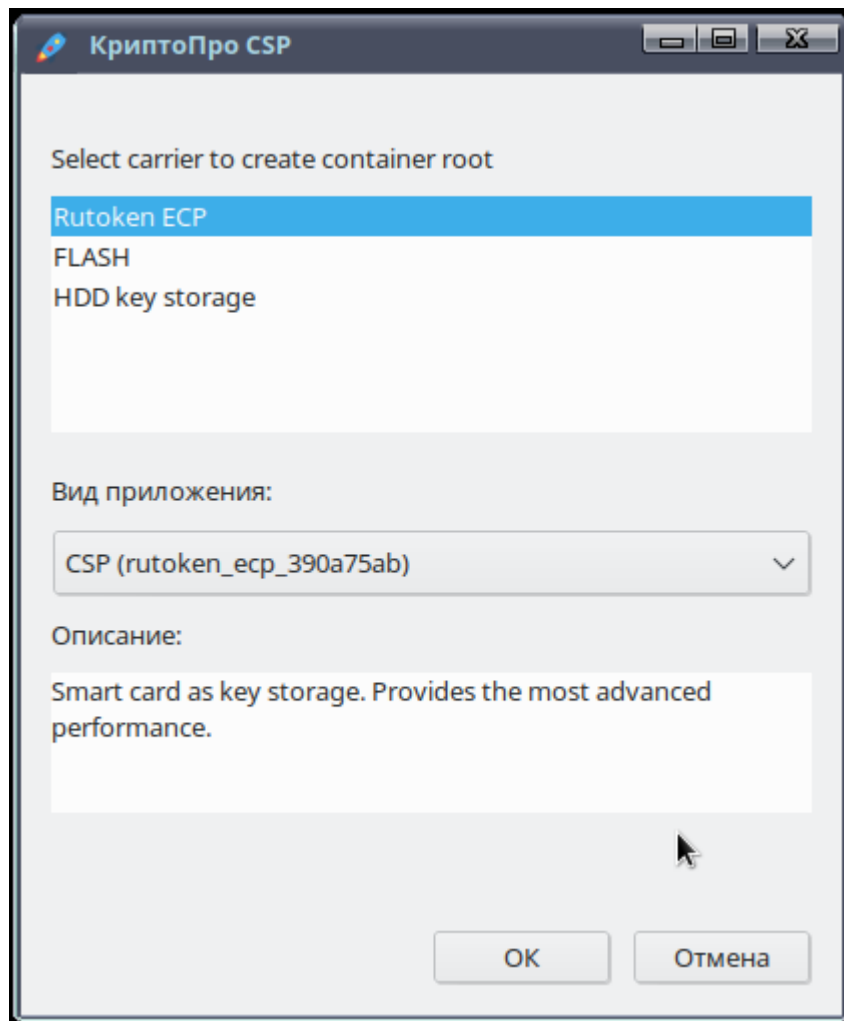 КриптоПро CSP
Select carrier to create container root
Rutoken ECP
FLASH
HDD key storage
Вид приложения:
CSP (rutoken_ecp_390a75ab)
Описание:
Smart card as key storage. Provides the most advanced
performance.
ОК
Отмена